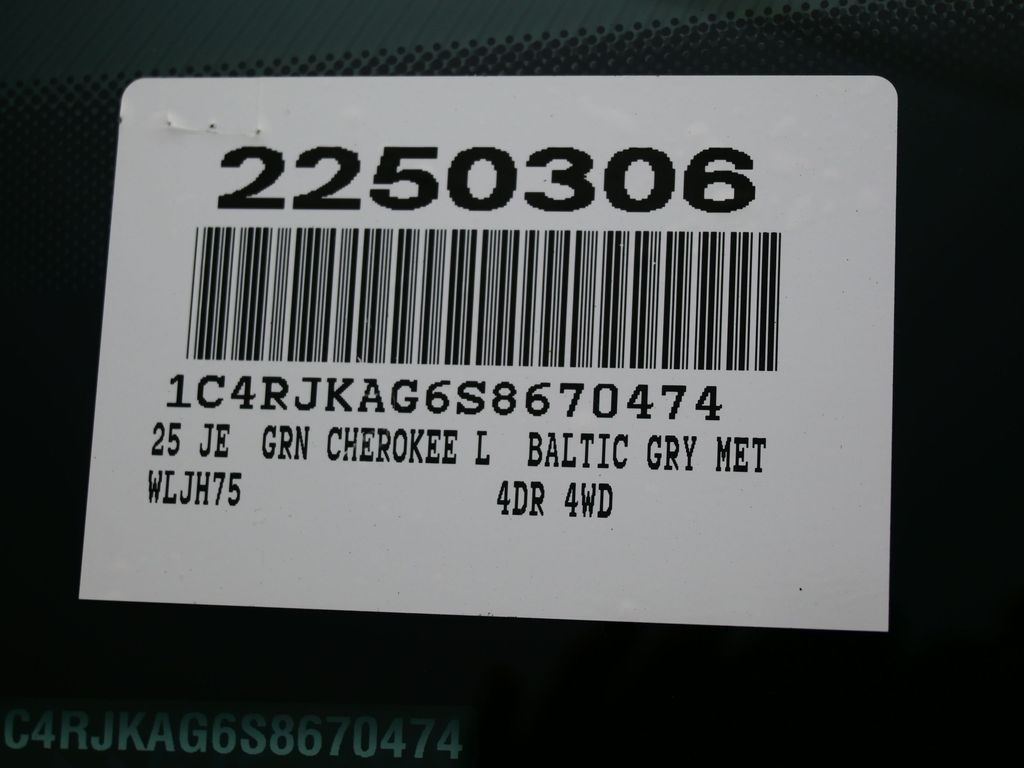 2250306
1C4RJKAG6S8670474
25 JE GRN CHEROKEE L BALTIC GRY MET
WLJH75 4DR 4WD
C4RJKAG6S8670474